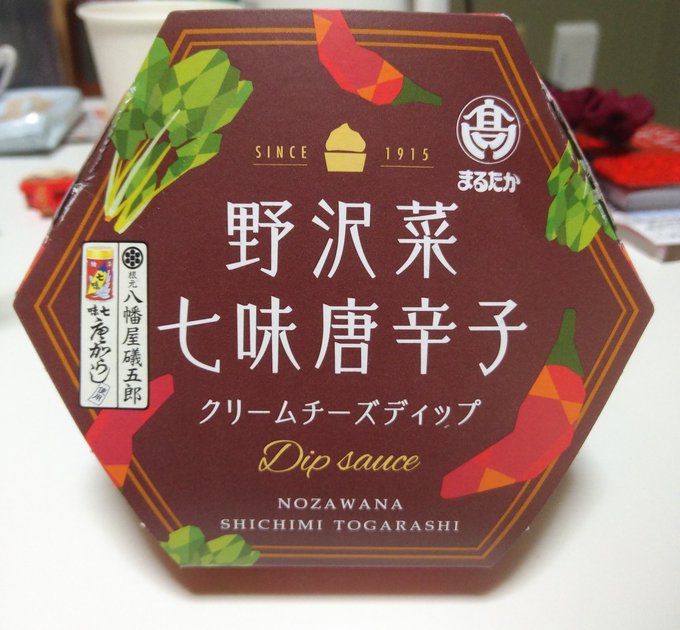 SINCE 1915
髙
まるたか
野沢菜
七味唐辛子
クリームチーズディップ
Dip sauce
NOZAWANA
SHICHIMI TOGARASHI
根元
八幡屋礒五郎
七味
唐がらし